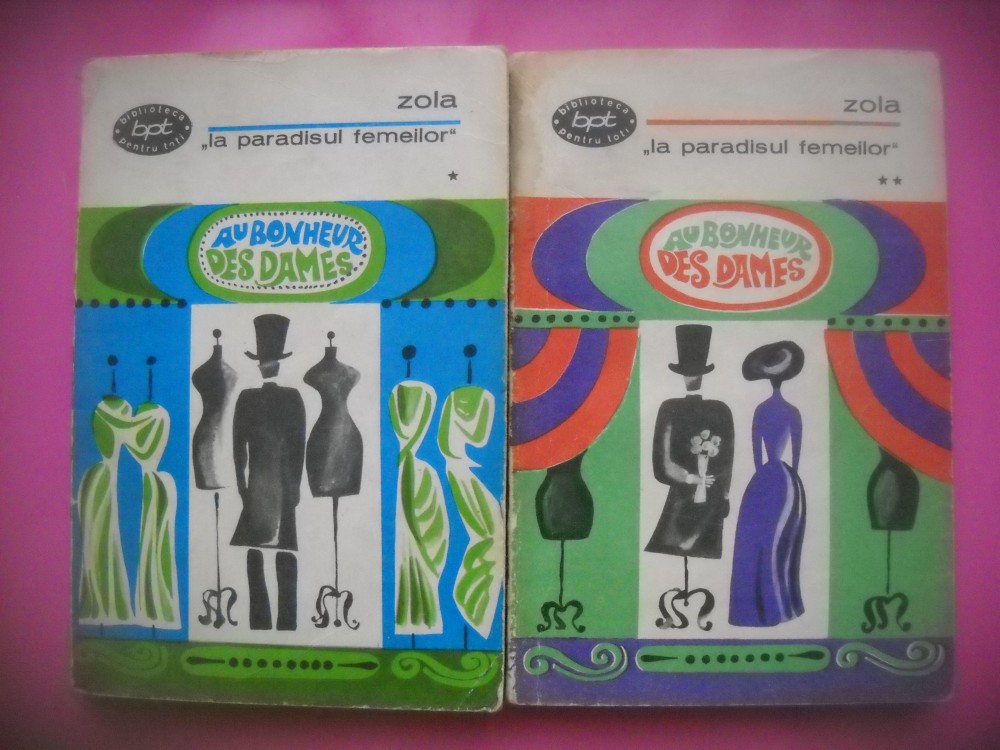 biblioteca
bpt
pentru toți
zola
„la paradisul femeilor“
*
AU BONHEUR
DES DAMES
biblioteca
bpt
pentru toți
zola
„la paradisul femeilor“
**
AU BONHEUR
DES DAMES